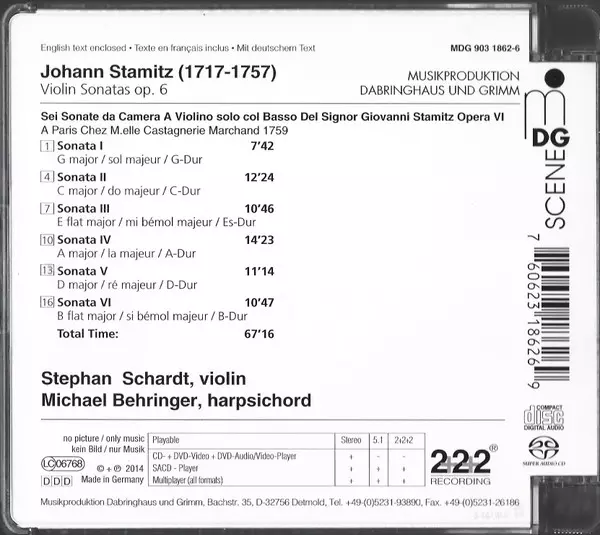 English text enclosed • Texte en français inclus • Mit deutschem Text
MDG 903 1862-6
Johann Stamitz (1717-1757)
Violin Sonatas op. 6
MUSIKPRODUKTION
DABRINGHAUS UND GRIMM
Sei Sonate da Camera A Violino solo col Basso Del Signor Giovanni Stamitz Opera VI
A Paris Chez M.elle Castagnerie Marchand 1759
1 Sonata I 7'42
G major / sol majeur / G-Dur
4 Sonata II 12'24
C major / do majeur / C-Dur
7 Sonata III 10'46
E flat major / mi bémol majeur / Es-Dur
10 Sonata IV 14'23
A major / la majeur / A-Dur
13 Sonata V 11'14
D major / ré majeur / D-Dur
16 Sonata VI 10'47
B flat major / si bémol majeur / B-Dur
Total Time: 67'16
Stephan Schardt, violin
Michael Behringer, harpsichord
DG
SCENE
7 60623 18626 9
COMPACT
disc
DIGITAL AUDIO
SUPER AUDIO CD
no picture / only music
kein Bild / nur Musik
LC 06768
℗ + © 2014
DDD
Made in Germany
Playable Stereo 5.1 2+2+2
CD- + DVD-Video + DVD-Audio/Video-Player + - -
SACD - Player + + +
Multiplayer (all formats) + + +
2+2+2®
RECORDING
Musikproduktion Dabringhaus und Grimm, Bachstr. 35, D-32756 Detmold, Tel. +49-(0)5231-93890, Fax. +49-(0)5231-26186